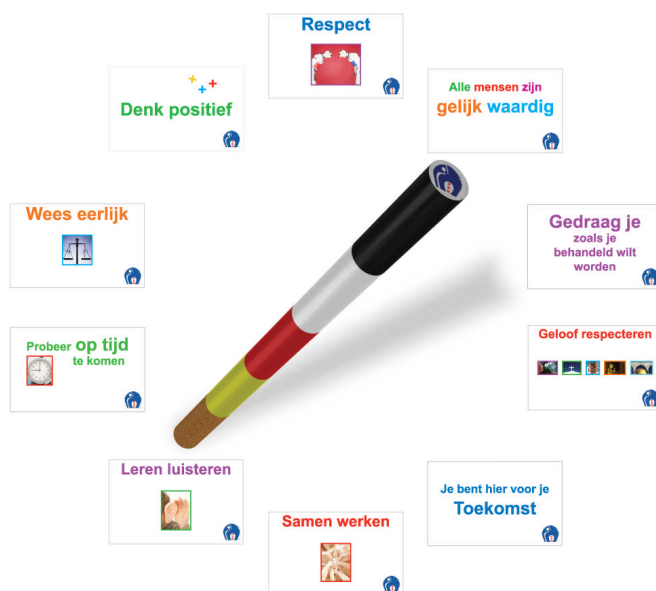 Respect
Denk positief
Alle mensen zijn
gelijk waardig
Wees eerlijk
Gedraag je
zoals je
behandeld wilt
worden
Probeer op tijd
te komen
Geloof respecteren
Leren luisteren
Je bent hier voor je
Toekomst
Samen werken